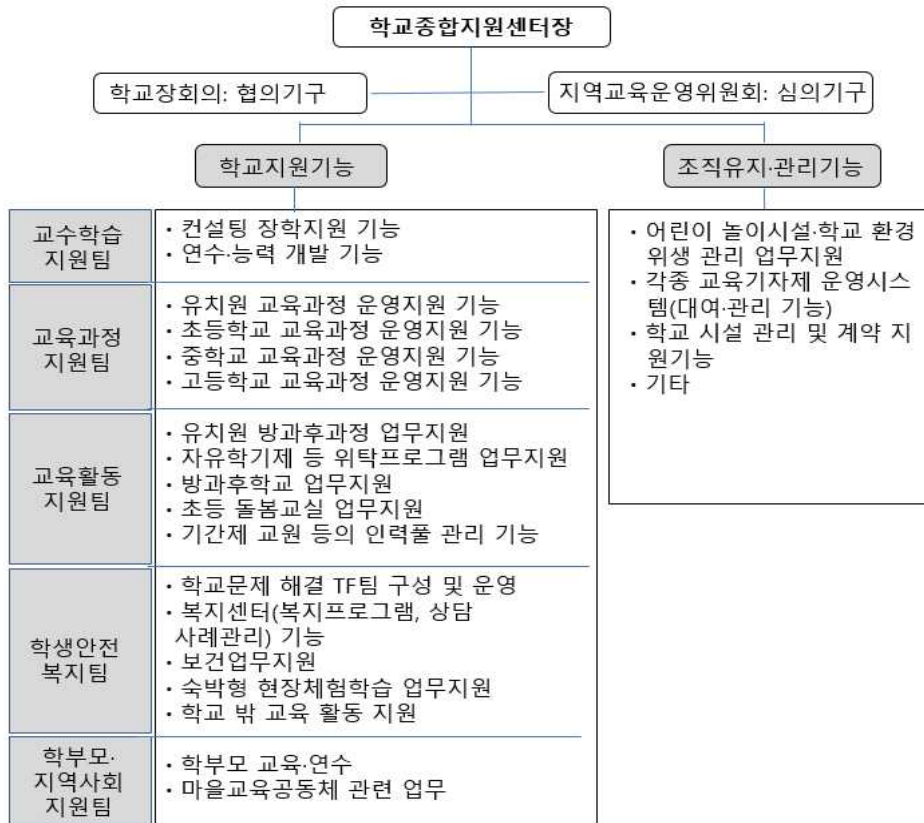 학교종합지원센터장
학교장회의: 협의기구
지역교육운영위원회: 심의기구
학교지원기능
조직유지·관리기능
교수학습
지원팀
· 컨설팅 장학지원 기능
· 연수·능력 개발 기능
교육과정
지원팀
· 유치원 교육과정 운영지원 기능
· 초등학교 교육과정 운영지원 기능
· 중학교 교육과정 운영지원 기능
· 고등학교 교육과정 운영지원 기능
교육활동
지원팀
· 유치원 방과후과정 업무지원
· 자유학기제 등 위탁프로그램 업무지원
· 방과후학교 업무지원
· 초등 돌봄교실 업무지원
· 기간제 교원 등의 인력풀 관리 기능
학생안전
복지팀
· 학교문제 해결 TF팀 구성 및 운영
· 복지센터(복지프로그램, 상담
사례관리) 기능
· 보건업무지원
· 숙박형 현장체험학습 업무지원
· 학교 밖 교육 활동 지원
학부모·
지역사회
지원팀
· 학부모 교육·연수
· 마을교육공동체 관련 업무
· 어린이 놀이시설·학교 환경
위생 관리 업무지원
· 각종 교육기자제 운영시스
템(대여·관리 기능)
· 학교 시설 관리 및 계약 지
원기능
· 기타